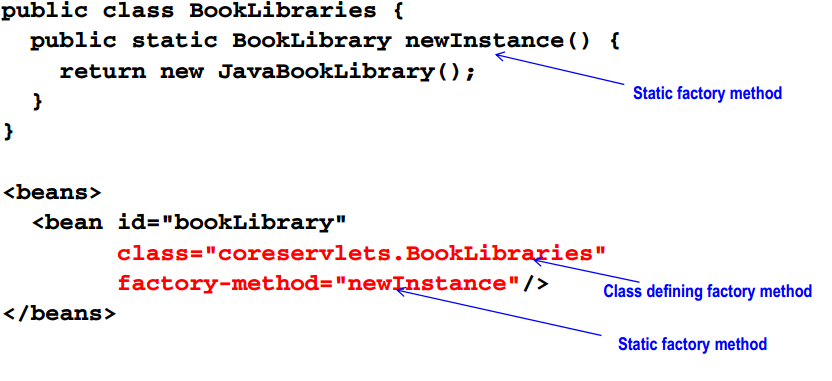 public class BookLibraries {
  public static BookLibrary newInstance() {
    return new JavaBookLibrary();
Static factory method
  }
}
<beans>
  <bean id="bookLibrary"
        class="coreservlets.BookLibraries"
        factory-method="newInstance"/>
Class defining factory method
</beans>
Static factory method